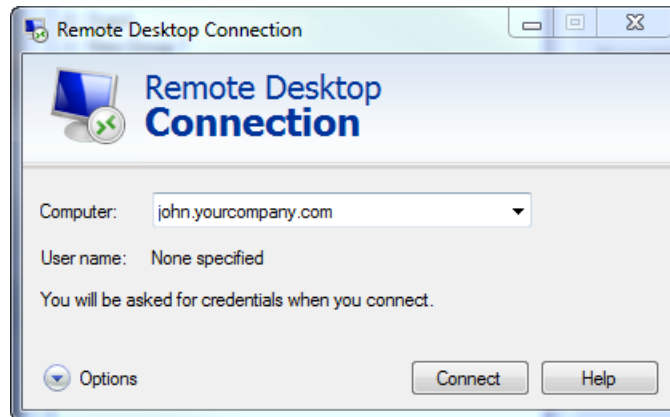 Remote Desktop Connection
Remote Desktop
Connection
Computer: john.yourcompany.com
User name: None specified
You will be asked for credentials when you connect.
Options Connect Help